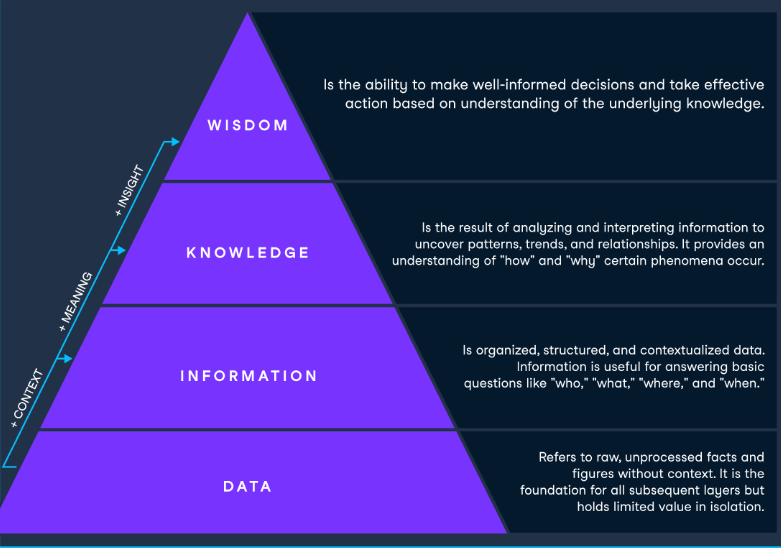 Is the ability to make well-informed decisions and take effective
action based on understanding of the underlying knowledge.
WISDOM
+ INSIGHT
Is the result of analyzing and interpreting information to
uncover patterns, trends, and relationships. It provides an
understanding of "how" and "why" certain phenomena occur.
KNOWLEDGE
+ MEANING
Is organized, structured, and contextualized data.
Information is useful for answering basic
questions like "who," "what," "where," and "when."
INFORMATION
+ CONTEXT
Refers to raw, unprocessed facts and
figures without context. It is the
foundation for all subsequent layers but
holds limited value in isolation.
DATA